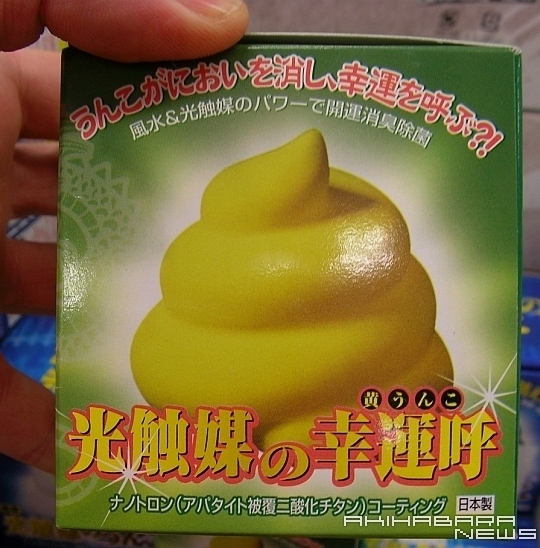 うんこがにおいを消し、幸運を呼ぶ?!
風水&光触媒のパワーで開運消臭除菌
黄うんこ
光触媒の幸運呼
ナノトロン(アパタイト被覆二酸化チタン)コーティング 日本製
AKIHABARA
NEWS